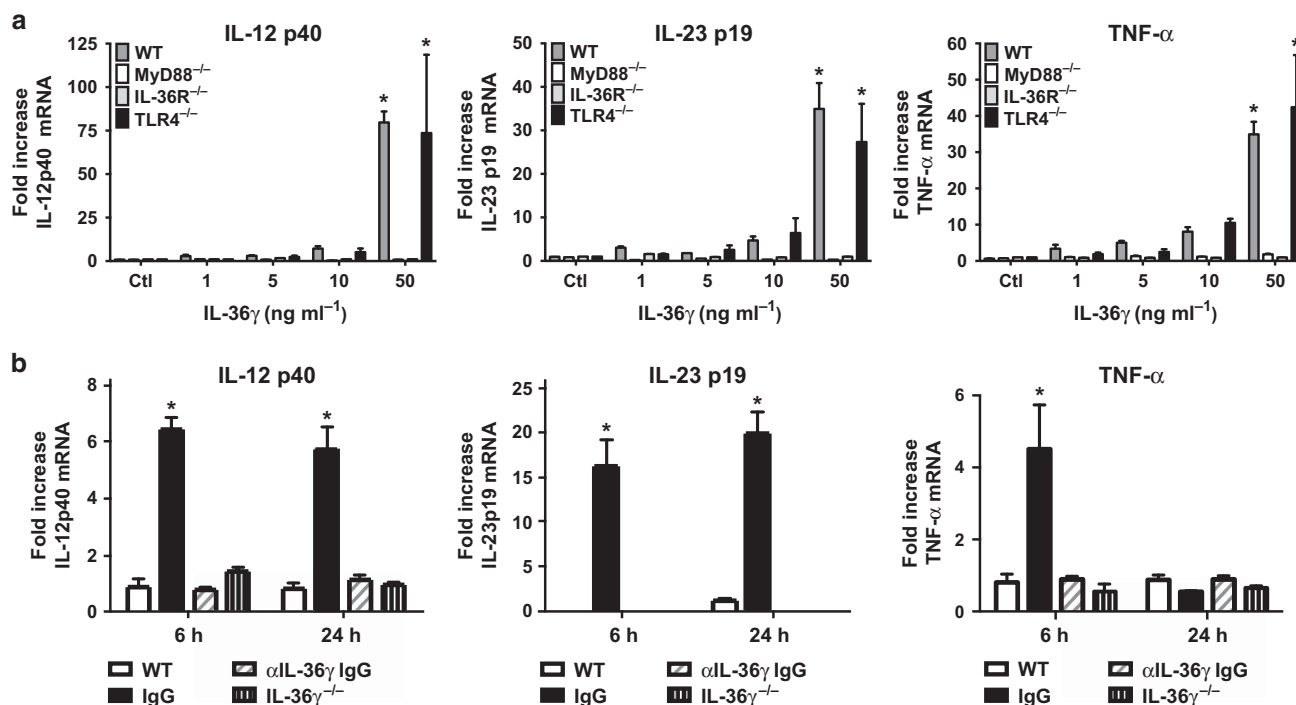 a
IL-12 p40
WT
MyD88−/−
IL-36R−/−
TLR4−/−
Fold increase
IL-12p40 mRNA
125
100
75
50
25
0
*
*
Ctl 1 5 10 50
IL-36γ (ng ml−1)
IL-23 p19
WT
MyD88−/−
IL-36R−/−
TLR4−/−
Fold increase
IL-23 p19 mRNA
50
40
30
20
10
0
*
*
Ctl 1 5 10 50
IL-36γ (ng ml−1)
TNF-α
WT
MyD88−/−
IL-36R−/−
TLR4−/−
Fold increase
TNF-α mRNA
60
50
40
30
20
10
0
*
*
Ctl 1 5 10 50
IL-36γ (ng ml−1)
b
IL-12 p40
Fold increase
IL-12p40 mRNA
8
6
4
2
0
*
*
6 h 24 h
WT αIL-36γ IgG
IgG IL-36γ−/−
IL-23 p19
Fold increase
IL-23p19 mRNA
25
20
15
10
5
0
*
*
6 h 24 h
WT αIL-36γ IgG
IgG IL-36γ−/−
TNF-α
Fold increase
TNF-α mRNA
6
4
2
0
*
6 h 24 h
WT αIL-36γ IgG
IgG IL-36γ−/−